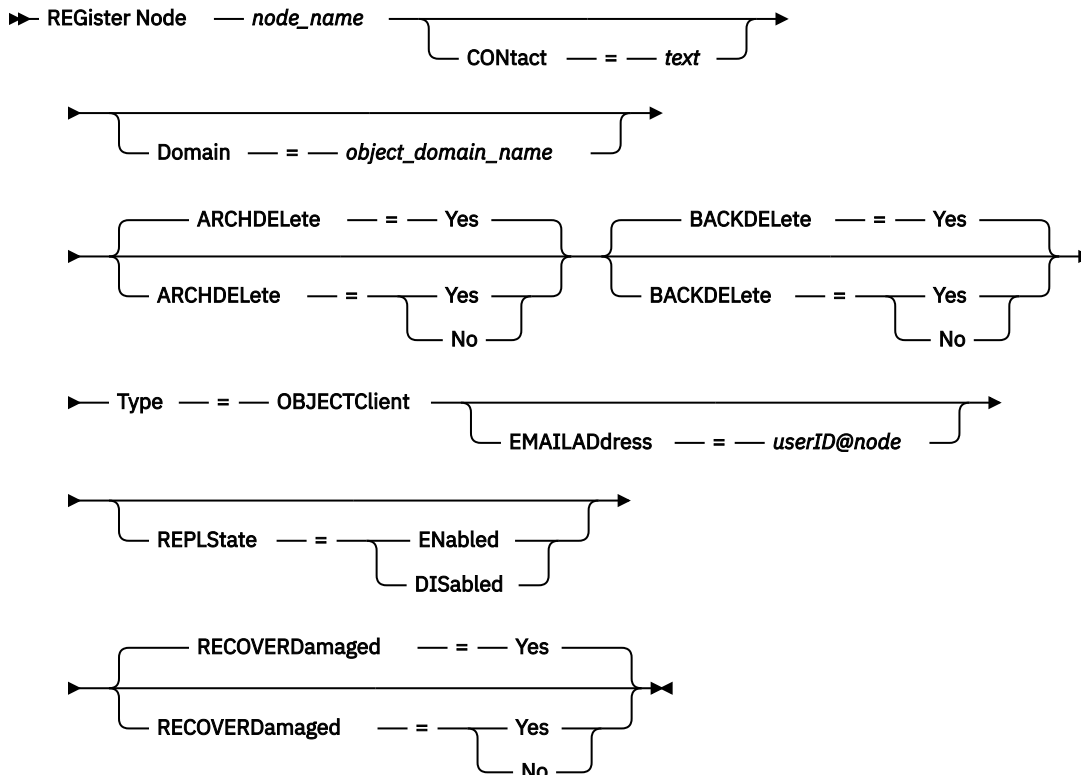 REGister Node — node_name
CONtact — = — text
Domain — = — object_domain_name
ARCHDELete — = — Yes BACKDELete — = — Yes
ARCHDELete — = Yes BACKDELete — = Yes
No No
Type — = — OBJECTClient
EMAILADdress — = — userID@node
REPLState — = ENabled
DISabled
RECOVERDamaged — = — Yes
RECOVERDamaged — = Yes
No